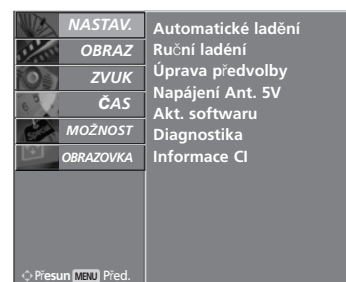 NASTAV.
OBRAZ
ZVUK
ČAS
MOŽNOST
OBRAZOVKA
Automatické ladění
Ruční ladéní
Úprava předvolby
Napájení Ant. 5V
Akt. softwaru
Diagnostika
Informace CI
Přesun MENU Před.